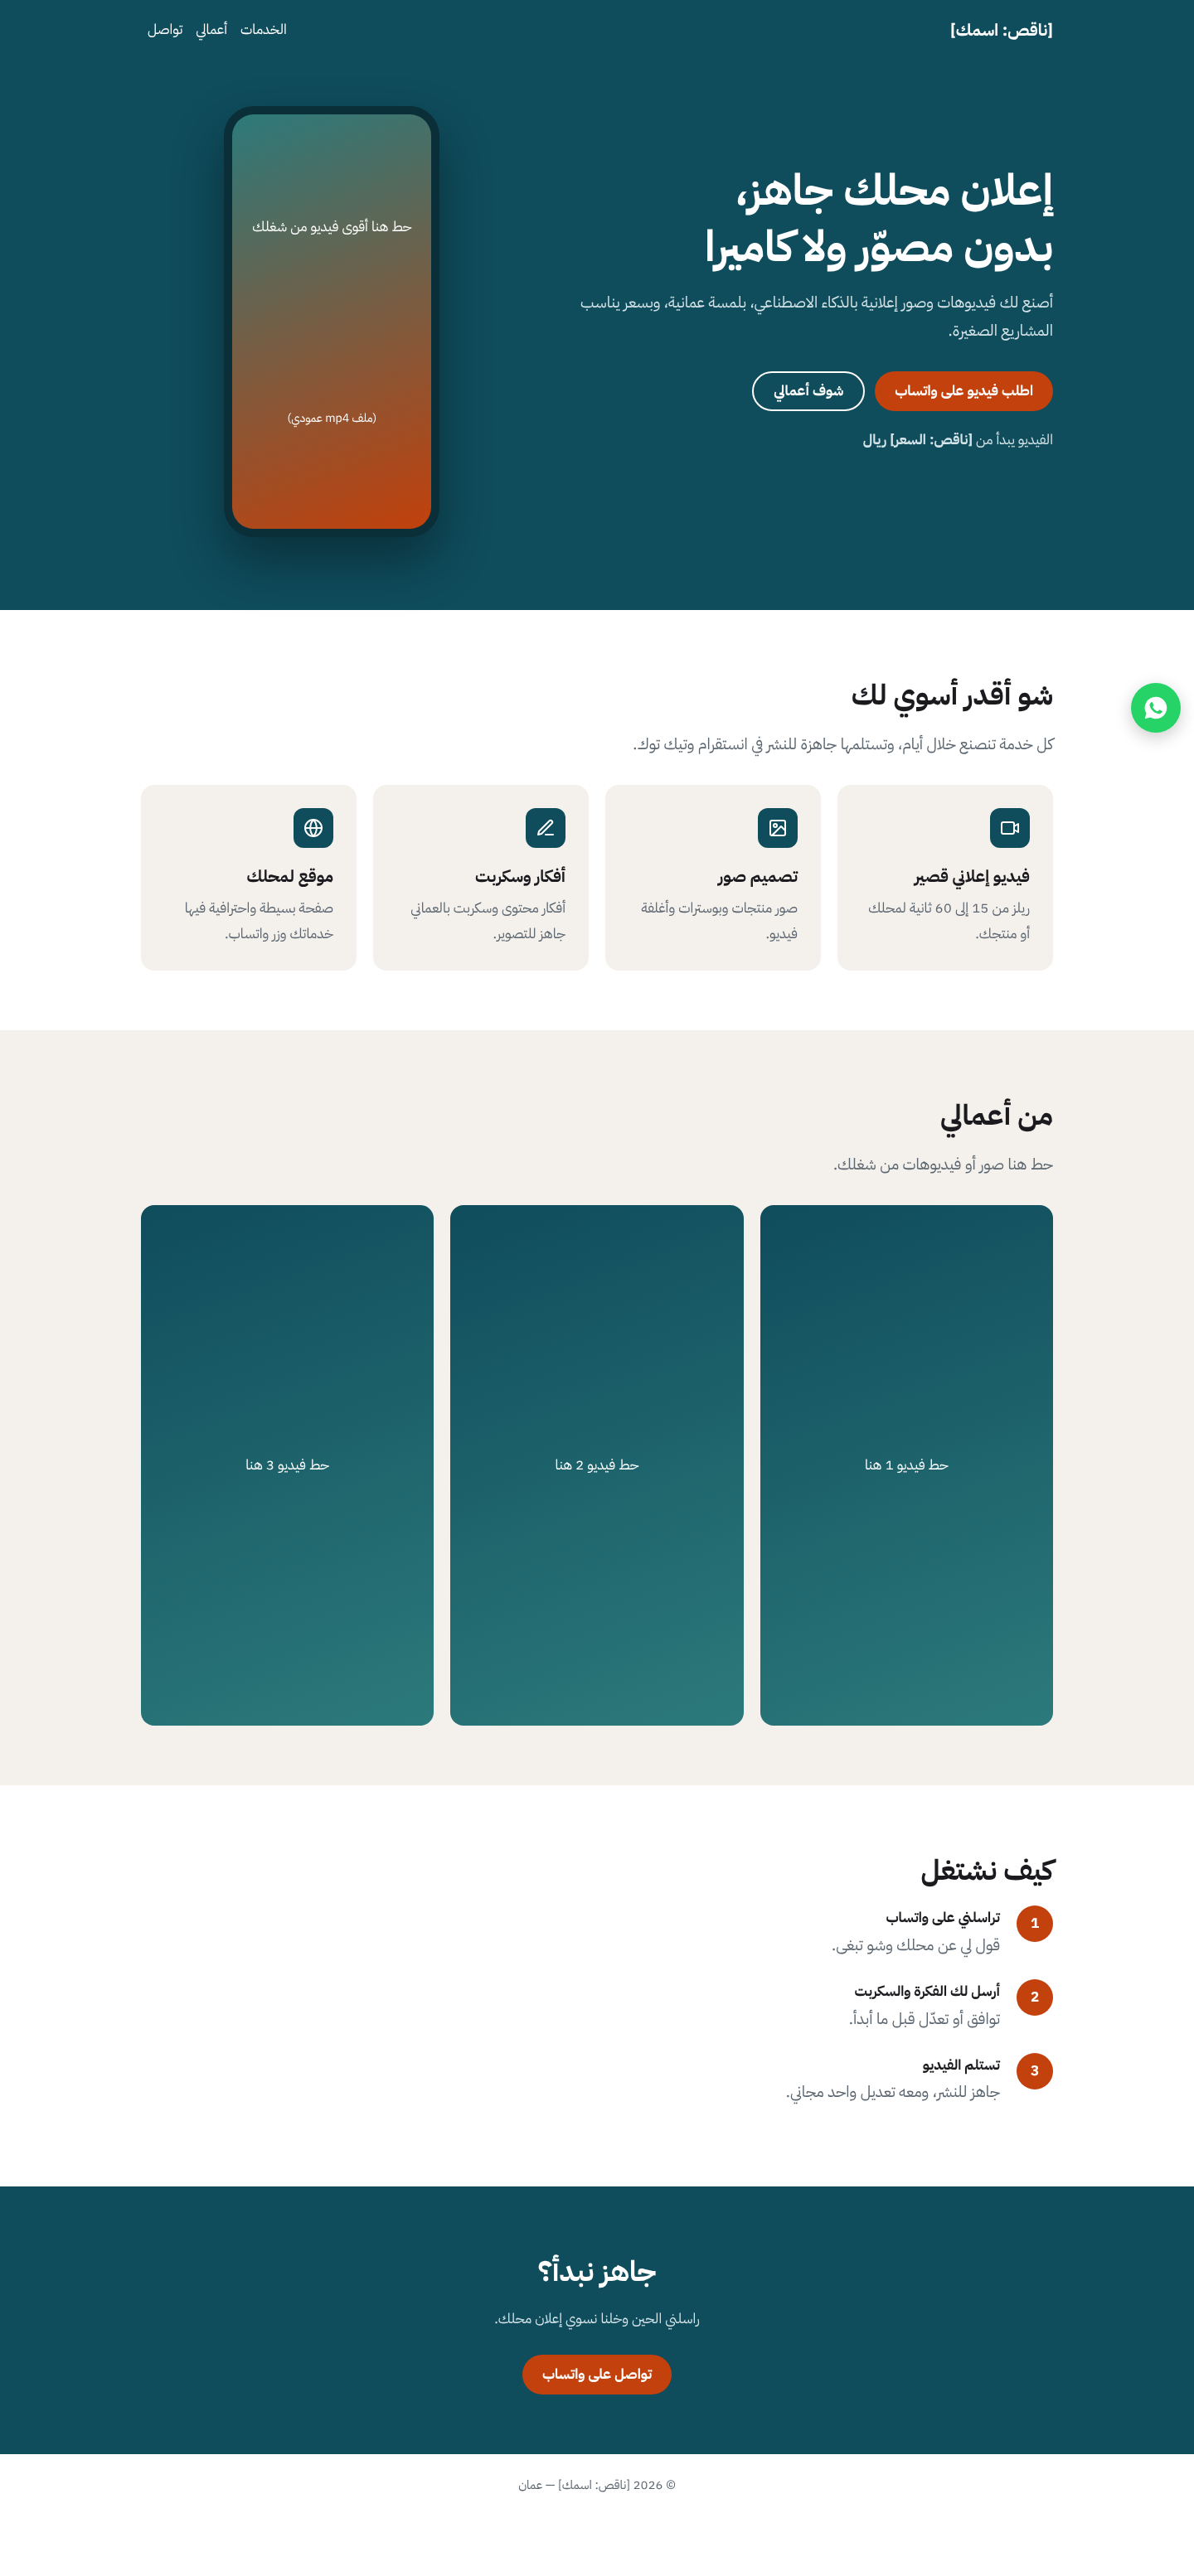 [ناقص: اسمك]
الخدمات
أعمالي
تواصل
إعلان محلك جاهز،
بدون مصوّر ولا كاميرا
أصنع لك فيديوهات وصور إعلانية بالذكاء الاصطناعي، بلمسة عمانية، وبسعر يناسب
المشاريع الصغيرة.
اطلب فيديو على واتساب
شوف أعمالي
الفيديو يبدأ من [ناقص: السعر] ريال
حط هنا أقوى فيديو من شغلك
(ملف mp4 عمودي)
شو أقدر أسوي لك
كل خدمة تنصنع خلال أيام، وتستلمها جاهزة للنشر في انستقرام وتيك توك.
فيديو إعلاني قصير
ريلز من 15 إلى 60 ثانية لمحلك
أو منتجك.
تصميم صور
صور منتجات وبوسترات وأغلفة
فيديو.
أفكار وسكربت
أفكار محتوى وسكربت بالعماني
جاهز للتصوير.
موقع لمحلك
صفحة بسيطة واحترافية فيها
خدماتك وزر واتساب.
من أعمالي
حط هنا صور أو فيديوهات من شغلك.
حط فيديو 1 هنا
حط فيديو 2 هنا
حط فيديو 3 هنا
كيف نشتغل
1
تراسلني على واتساب
قول لي عن محلك وشو تبغى.
2
أرسل لك الفكرة والسكربت
توافق أو تعدّل قبل ما أبدأ.
3
تستلم الفيديو
جاهز للنشر، ومعه تعديل واحد مجاني.
جاهز نبدأ؟
راسلني الحين وخلنا نسوي إعلان محلك.
تواصل على واتساب
© 2026 [ناقص: اسمك] — عمان